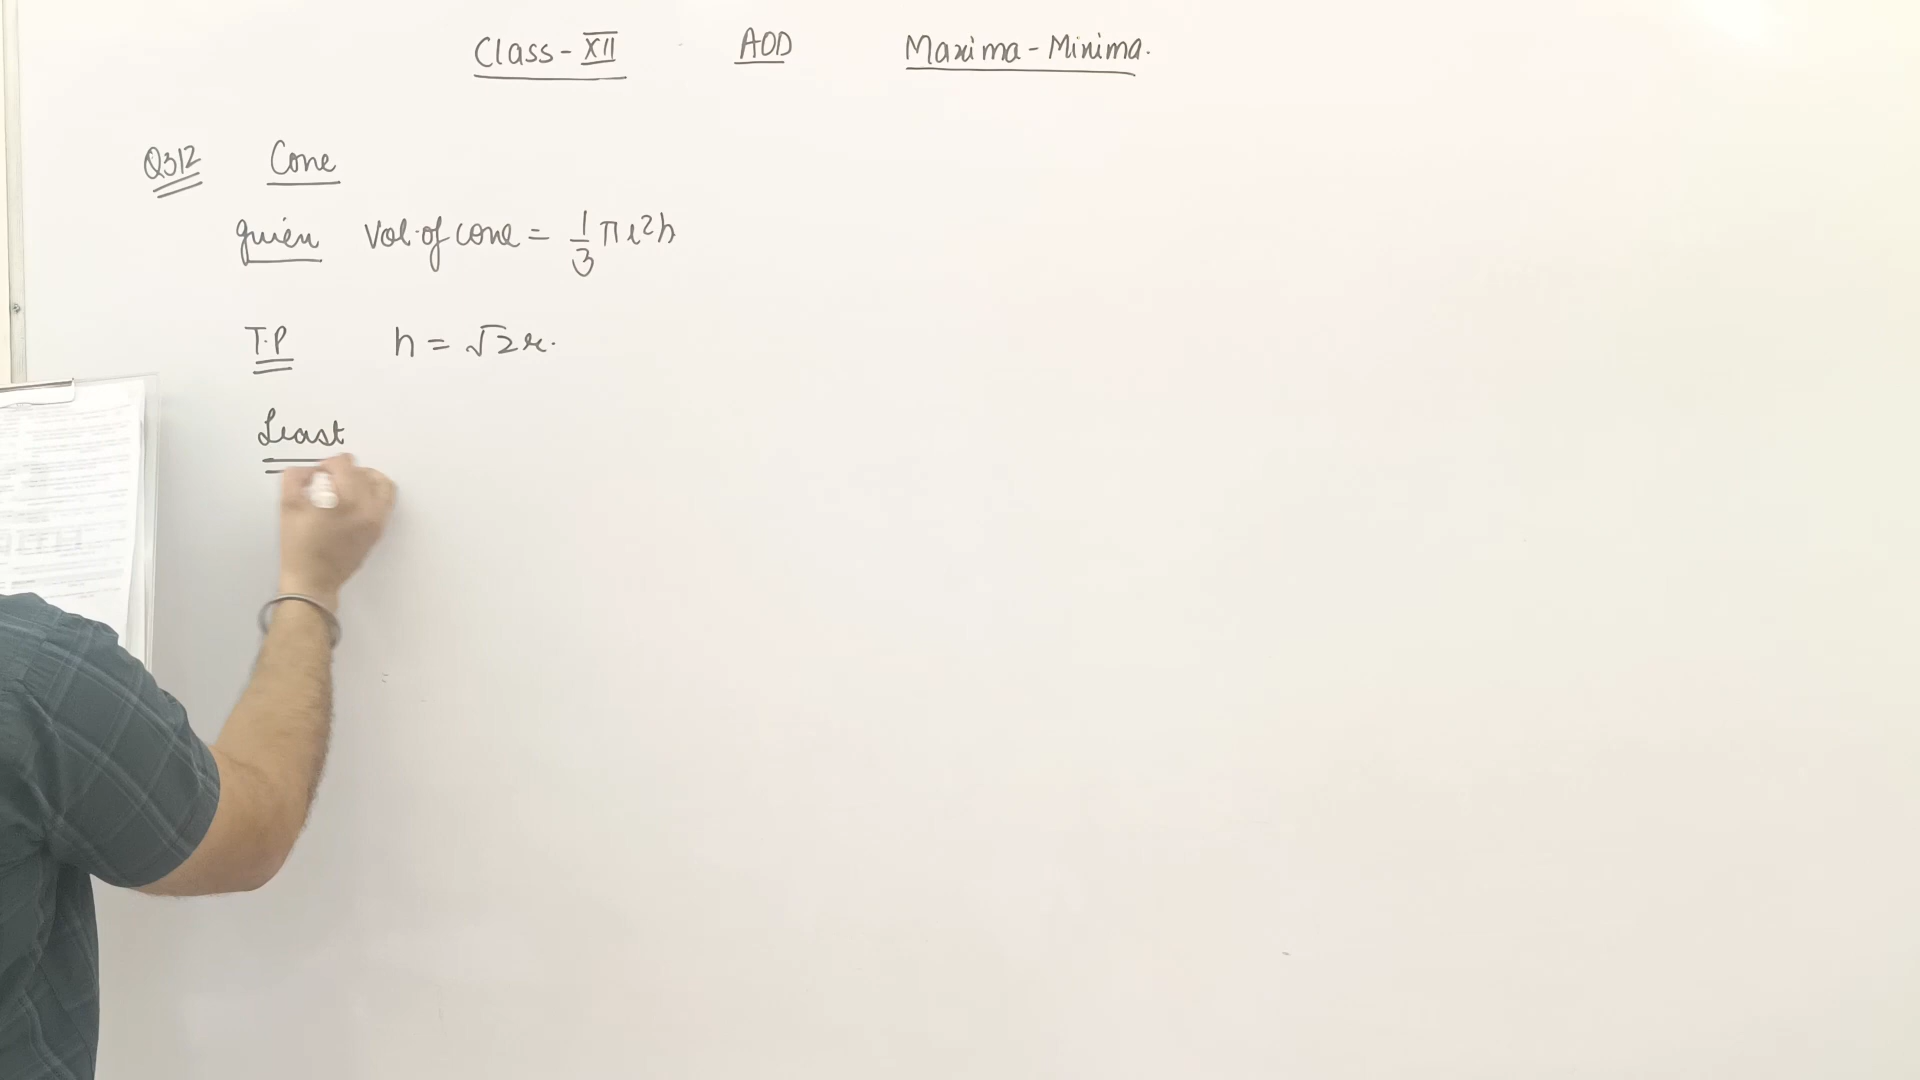 Class-XII AOD Maxima-Minima.
Q312 Cone
given Vol. of cone = 1/3 πr²h
T.P h = √2r.
Least